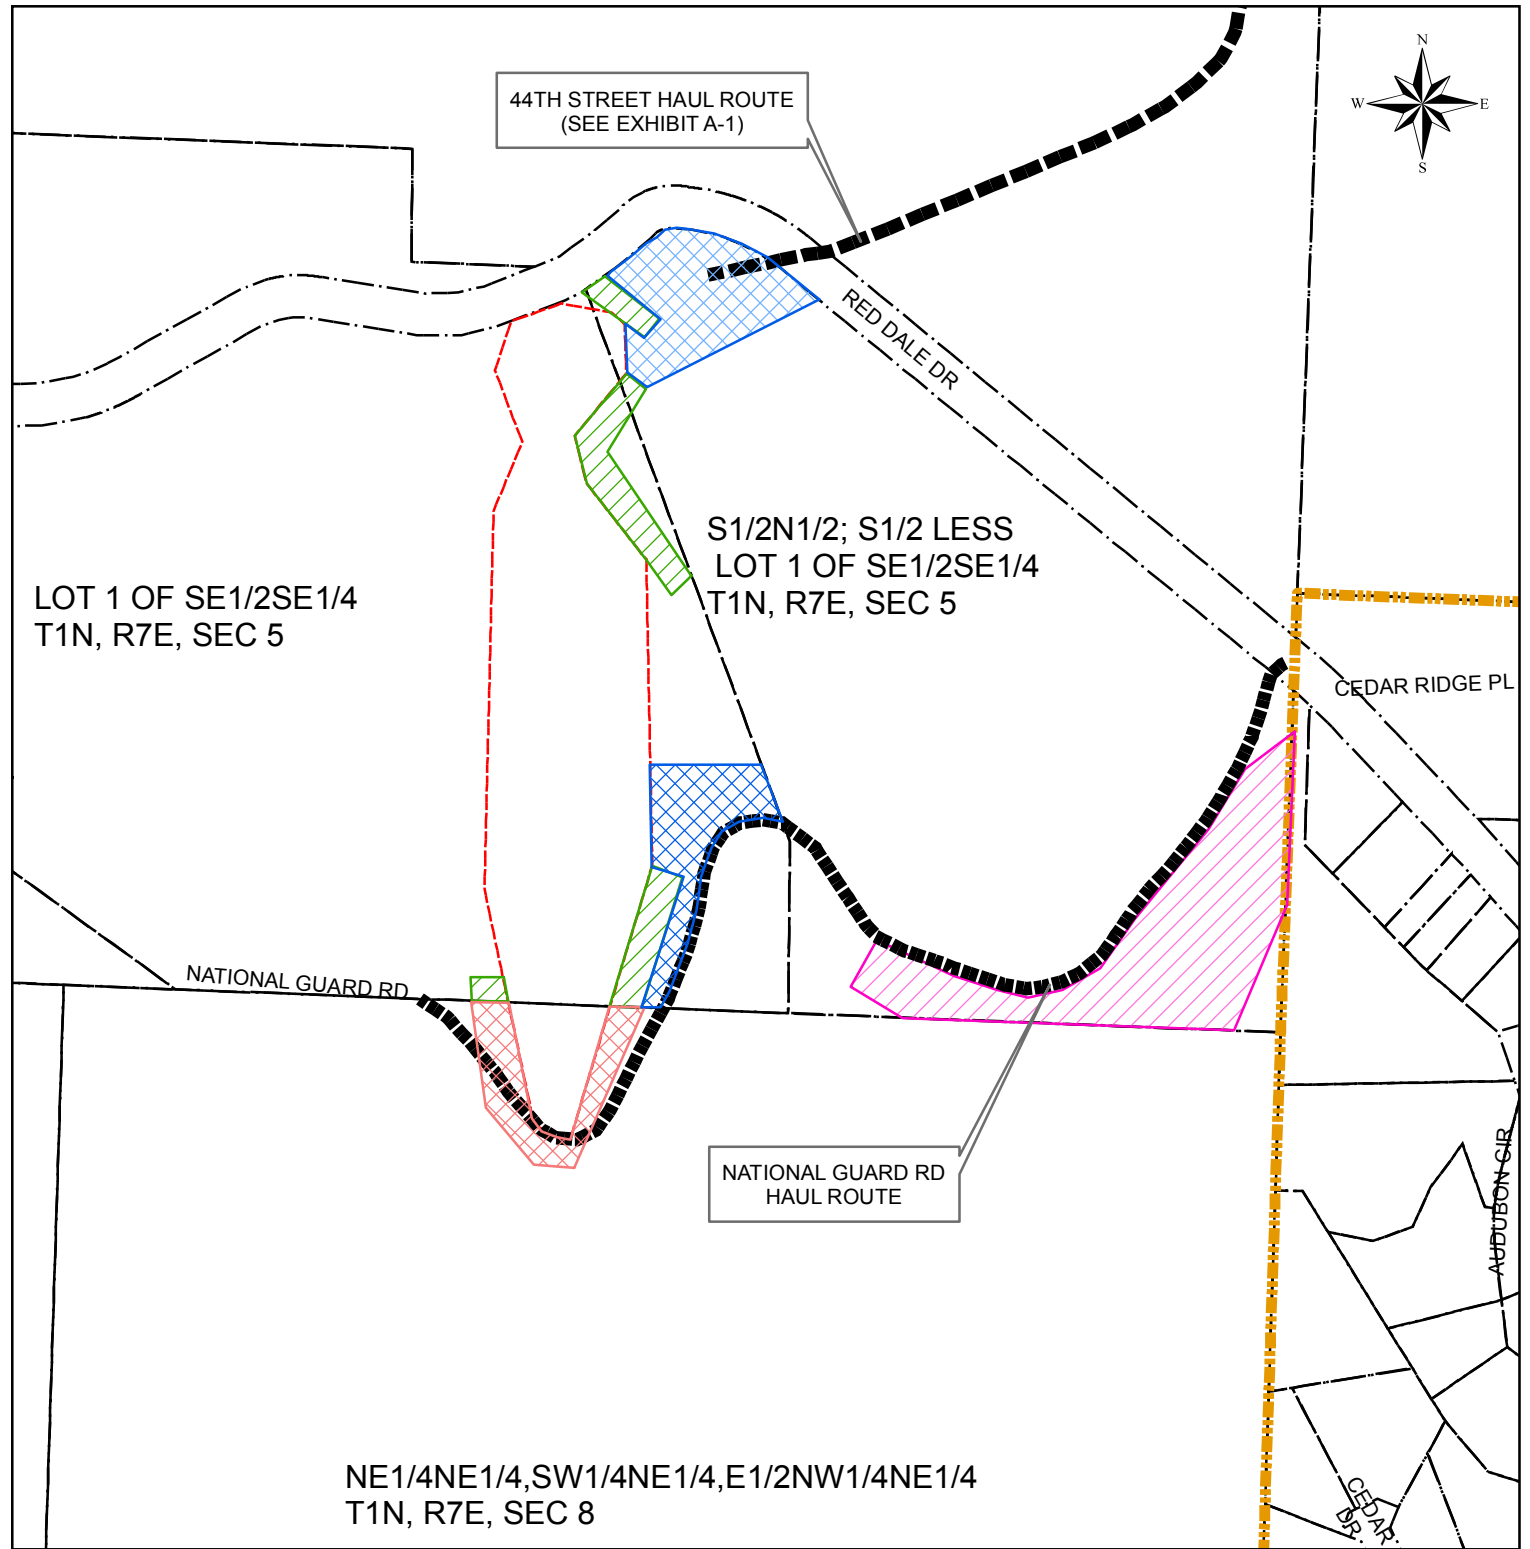 N
W
E
S
44TH STREET HAUL ROUTE
(SEE EXHIBIT A-1)
RED DALE DR
S1/2N1/2; S1/2 LESS
LOT 1 OF SE1/2SE1/4
T1N, R7E, SEC 5
LOT 1 OF SE1/2SE1/4
T1N, R7E, SEC 5
CEDAR RIDGE PL
NATIONAL GUARD RD
NATIONAL GUARD RD
HAUL ROUTE
AUDUBON CIR
NE1/4NE1/4,SW1/4NE1/4,E1/2NW1/4NE1/4
T1N, R7E, SEC 8
CEDAR
DR